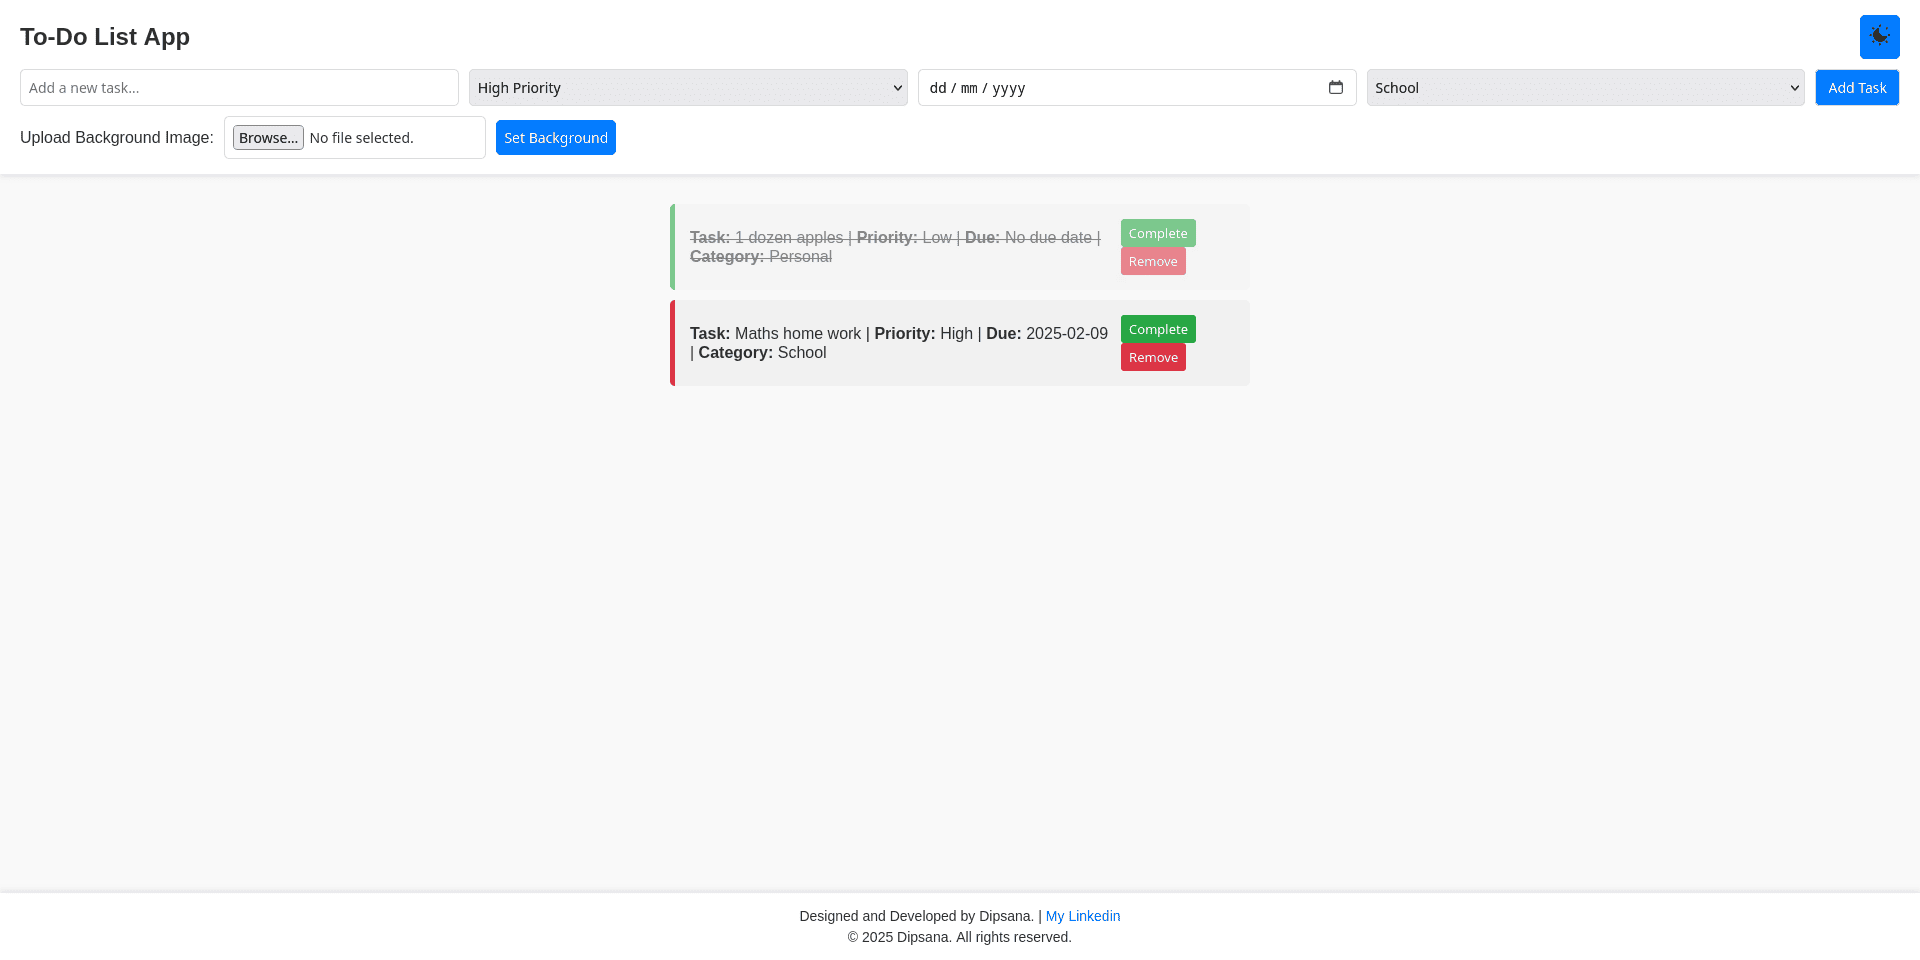 To-Do List App
Add a new task...
High Priority
dd / mm / yyyy
School
Add Task
Upload Background Image:
Browse...
No file selected.
Set Background
Task: 1 dozen apples | Priority: Low | Due: No due date |
Category: Personal
Complete
Remove
Task: Maths home work | Priority: High | Due: 2025-02-09
| Category: School
Complete
Remove
Designed and Developed by Dipsana. | My Linkedin
© 2025 Dipsana. All rights reserved.